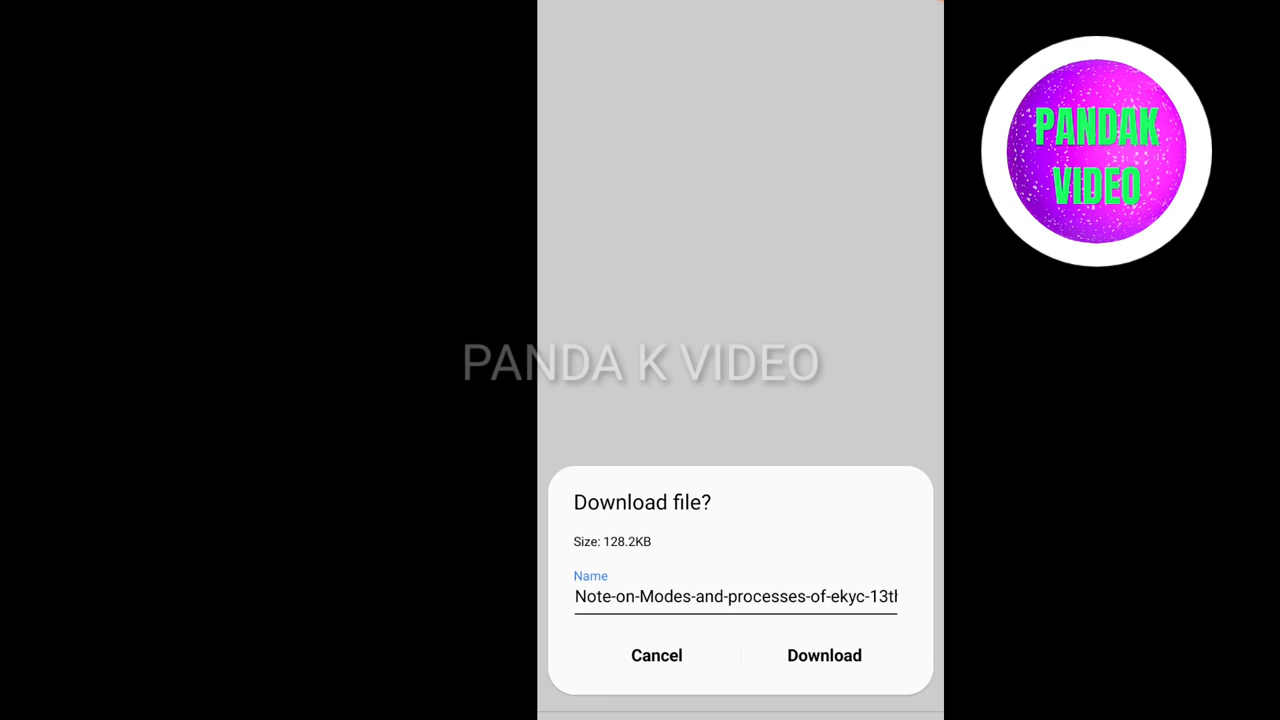 PANDAK
VIDEO
PANDA K VIDEO
Download file?
Size: 128.2KB
Name
Note-on-Modes-and-processes-of-ekyc-13th
Cancel
Download